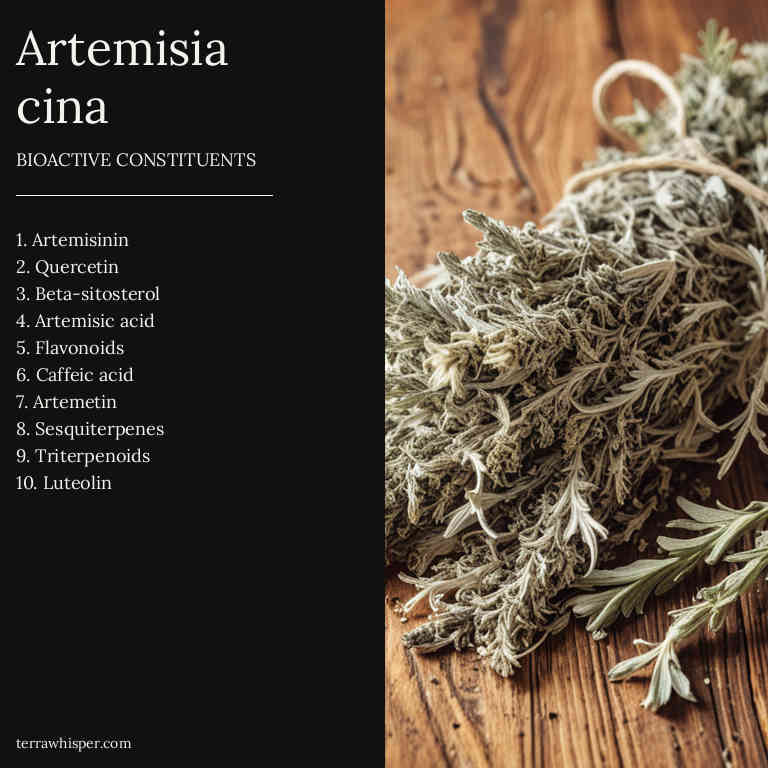 Artemisia
cina
BIOACTIVE CONSTITUENTS
1. Artemisinin
2. Quercetin
3. Beta-sitosterol
4. Artemisic acid
5. Flavonoids
6. Caffeic acid
7. Artemetin
8. Sesquiterpenes
9. Triterpenoids
10. Luteolin
terrawhisper.com